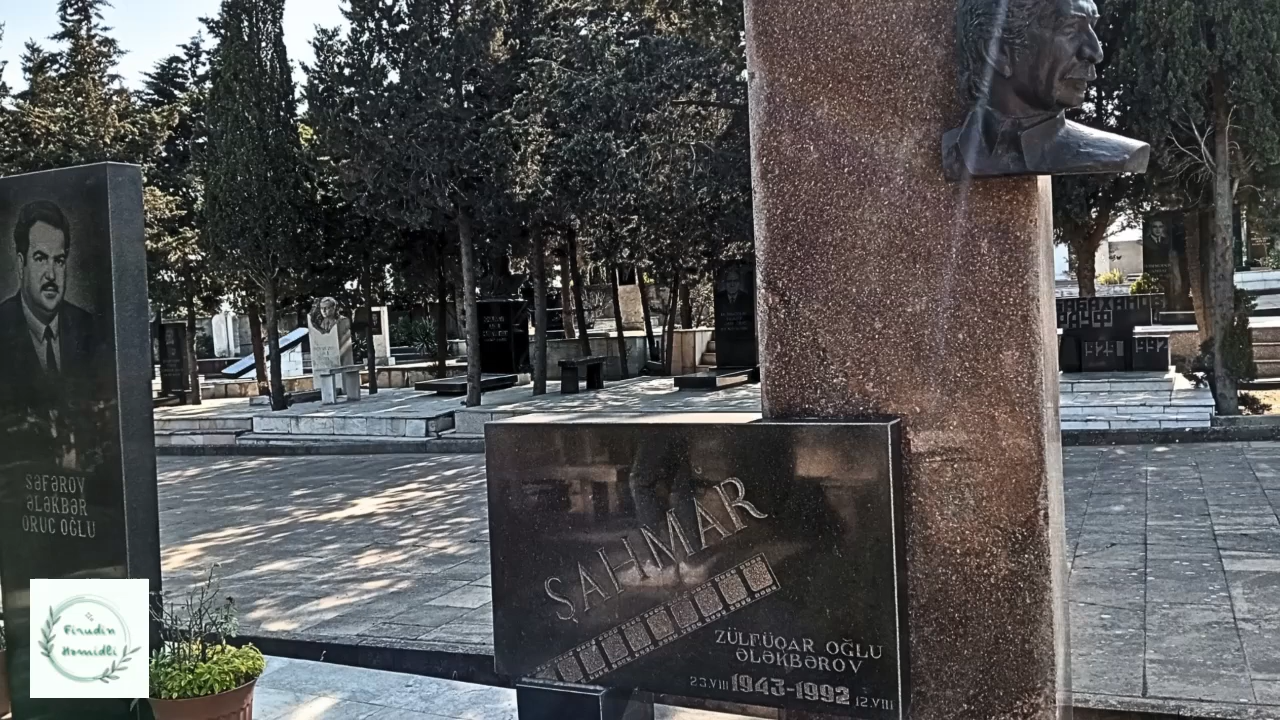 SƏFƏROV
ƏLƏKBƏR
ORUC OĞLU
ŞAHMAR
ZÜLFÜQAR OĞLU
ƏLƏKBƏROV
23.VIII 1943-1992 12.VIII
Firudin
Həmidli